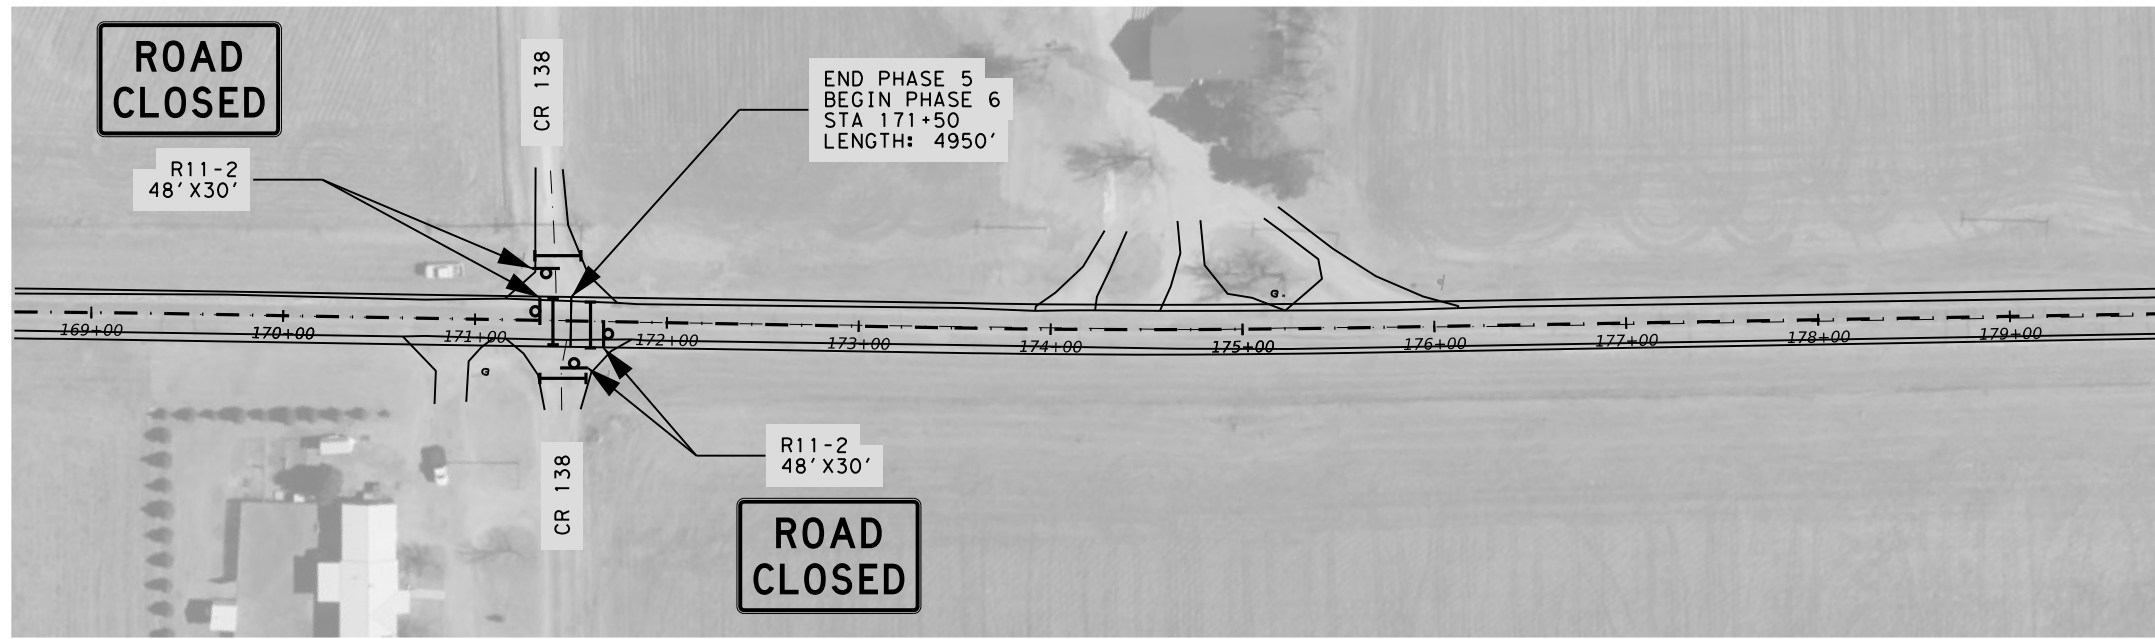 ROAD
CLOSED
R11-2
48'X30'
CR 138
END PHASE 5
BEGIN PHASE 6
STA 171+50
LENGTH: 4950'
G.
169+00
170+00
171+00
172+00
173+00
174+00
175+00
176+00
177+00
178+00
179+00
G
CR 138
R11-2
48'X30'
ROAD
CLOSED